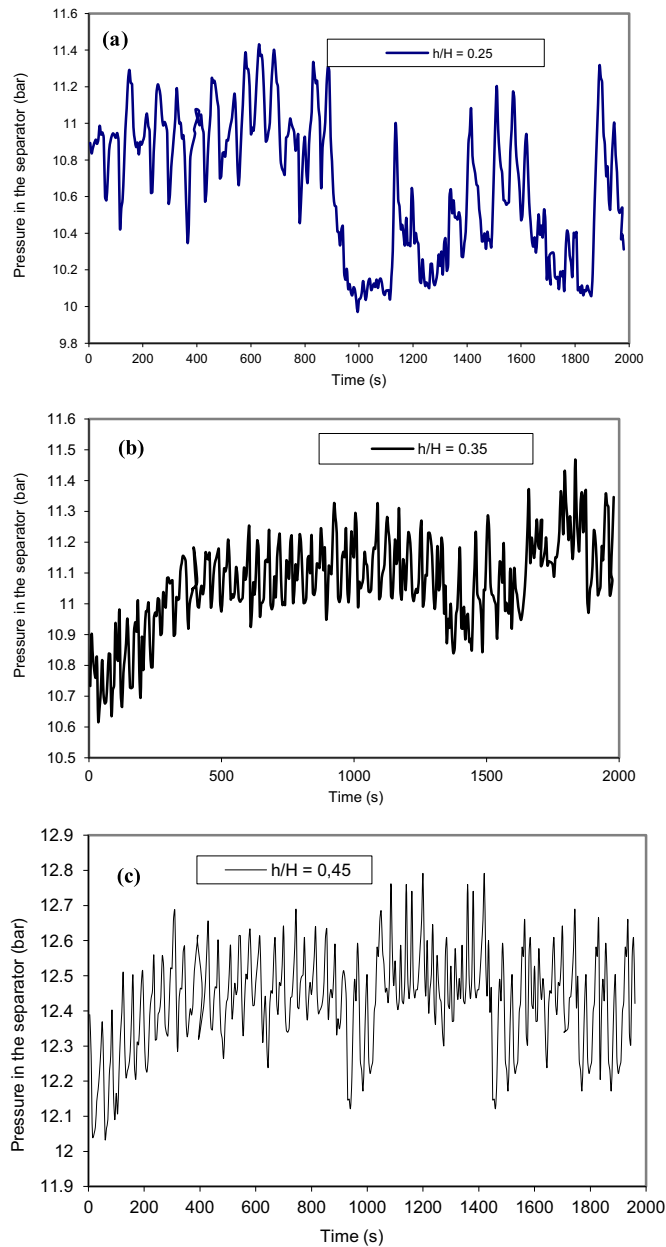 (a)
h/H = 0.25
Pressure in the separator (bar)
11.6
11.4
11.2
11
10.8
10.6
10.4
10.2
10
9.8
0 200 400 600 800 1000 1200 1400 1600 1800 2000
Time (s)
(b)
h/H = 0.35
Pressure in the separator (bar)
11.6
11.5
11.4
11.3
11.2
11.1
11
10.9
10.8
10.7
10.6
10.5
0 500 1000 1500 2000
Time (s)
(c)
h/H = 0,45
Pressure in the separator (bar)
12.9
12.8
12.7
12.6
12.5
12.4
12.3
12.2
12.1
12
11.9
0 200 400 600 800 1000 1200 1400 1600 1800 2000
Time (s)